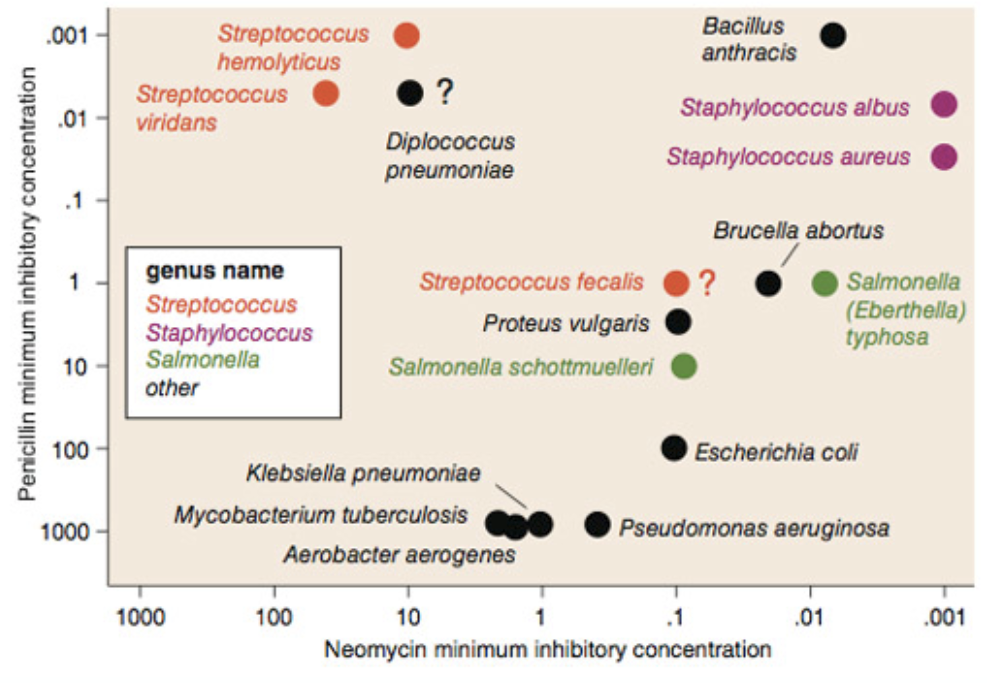 Penicillin minimum inhibitory concentration
.001
.01
.1
1
10
100
1000
Streptococcus
hemolyticus
Streptococcus
viridans
?
Diplococcus
pneumoniae
Bacillus
anthracis
Staphylococcus albus
Staphylococcus aureus
Brucella abortus
Streptococcus fecalis
?
Salmonella
(Eberthella)
typhosa
Proteus vulgaris
Salmonella schottmuelleri
genus name
Streptococcus
Staphylococcus
Salmonella
other
Escherichia coli
Klebsiella pneumoniae
Mycobacterium tuberculosis
Aerobacter aerogenes
Pseudomonas aeruginosa
1000
100
10
1
.1
.01
.001
Neomycin minimum inhibitory concentration